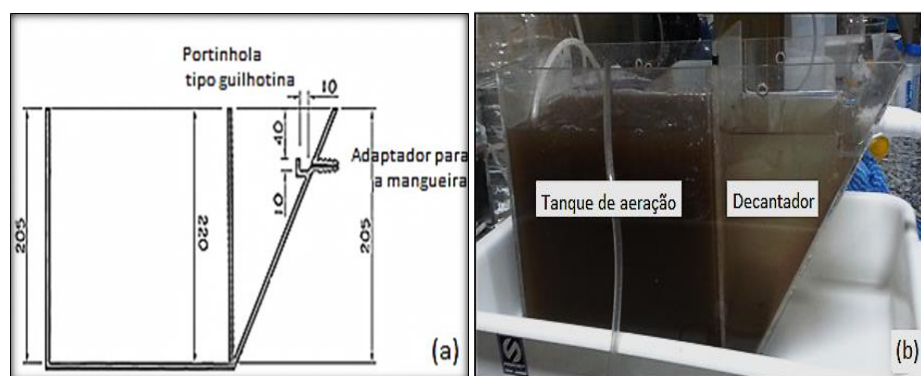 Portinhola
tipo guilhotina
10
40
Adaptador para
a mangueira
10
205
220
205
(a)
Tanque de aeração
Decantador
(b)